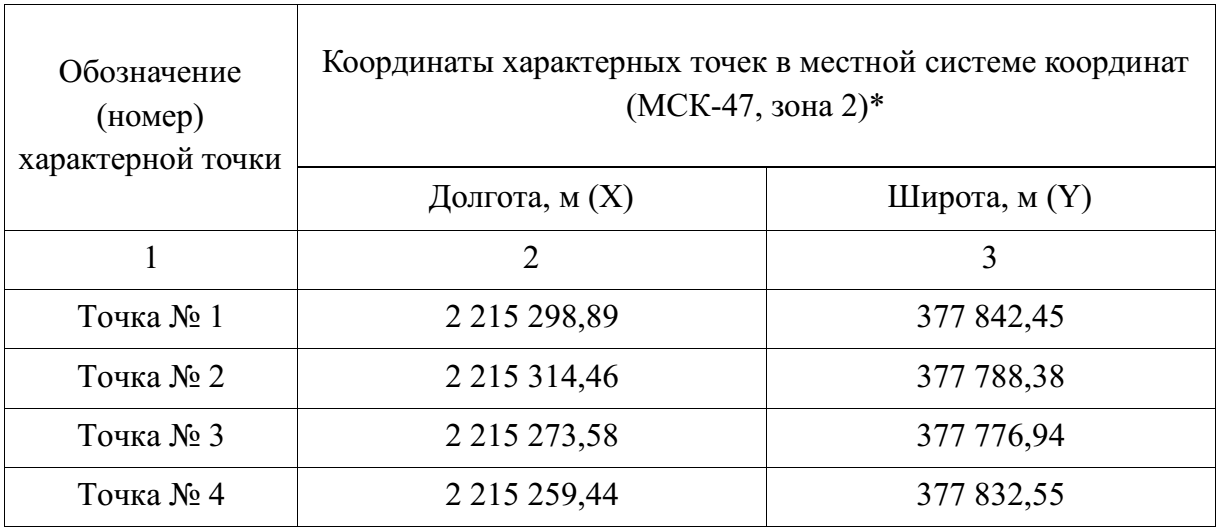 Обозначение
(номер)
характерной точки
Координаты характерных точек в местной системе координат
(МСК-47, зона 2)*
Долгота, м (X)
Широта, м (Y)
1
2
3
Точка № 1
2 215 298,89
377 842,45
Точка № 2
2 215 314,46
377 788,38
Точка № 3
2 215 273,58
377 776,94
Точка № 4
2 215 259,44
377 832,55